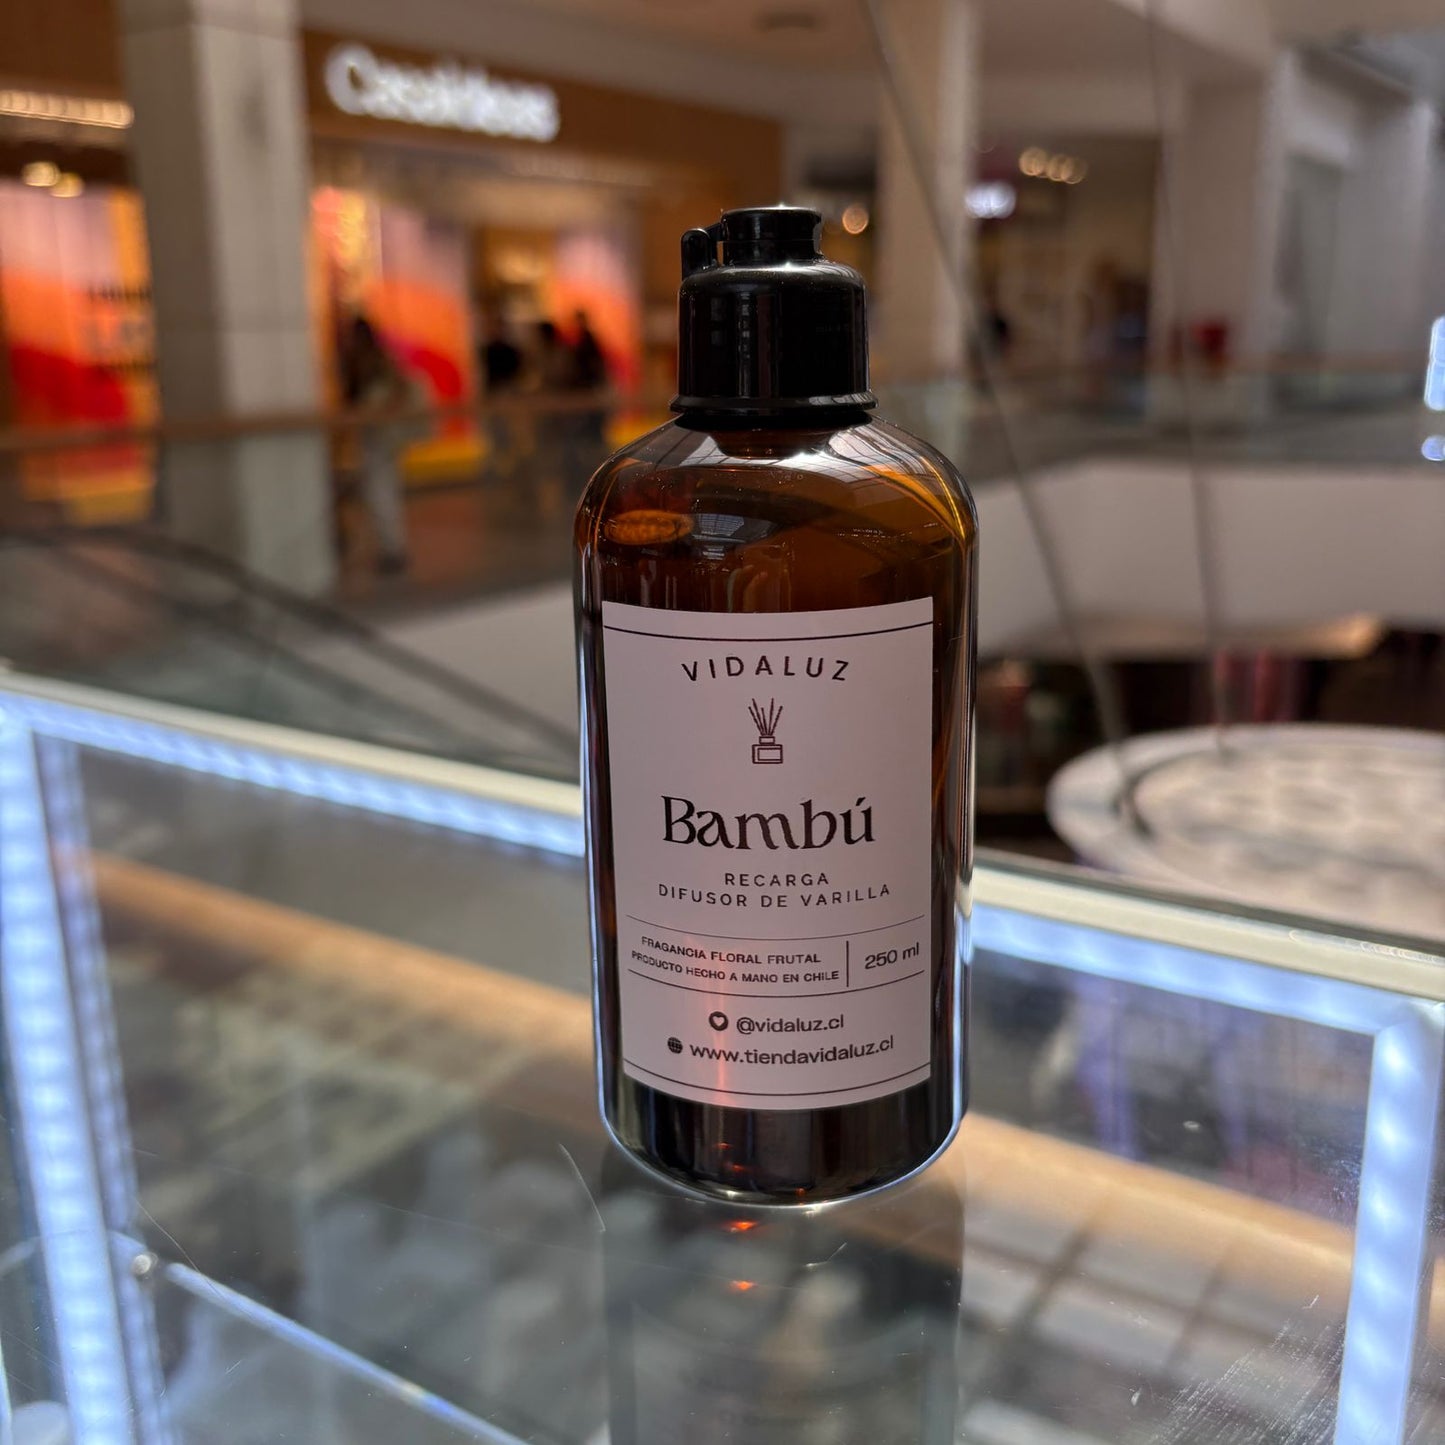 Casaideas
VIDALUZ
Bambú
RECARGA
DIFUSOR DE VARILLA
FRAGANCIA FLORAL FRUTAL
PRODUCTO HECHO A MANO EN CHILE
250 ml
@vidaluz.cl
www.tiendavidaluz.cl